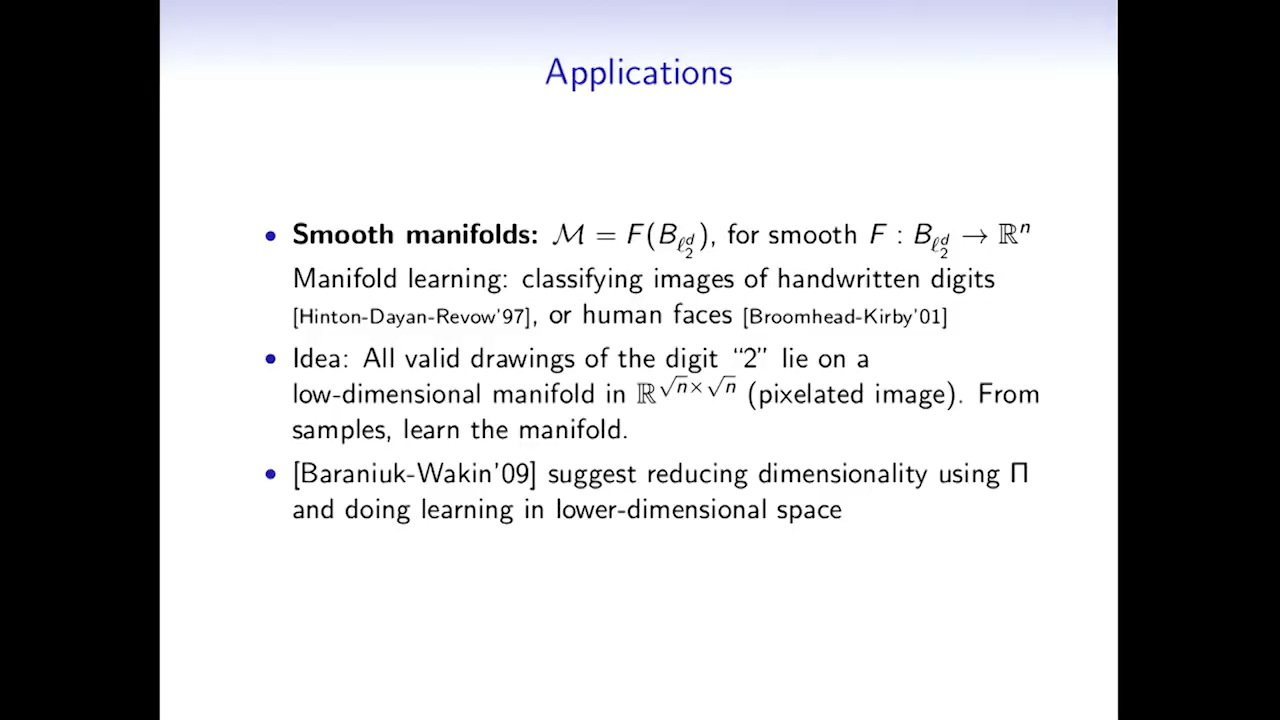 Applications
• Smooth manifolds: ℳ = F(B_{ℓ_2^d}), for smooth F : B_{ℓ_2^d} → ℝ^n
Manifold learning: classifying images of handwritten digits
[Hinton-Dayan-Revow'97], or human faces [Broomhead-Kirby'01]
• Idea: All valid drawings of the digit “2” lie on a
low-dimensional manifold in ℝ^{√n×√n} (pixelated image). From
samples, learn the manifold.
• [Baraniuk-Wakin'09] suggest reducing dimensionality using Π
and doing learning in lower-dimensional space